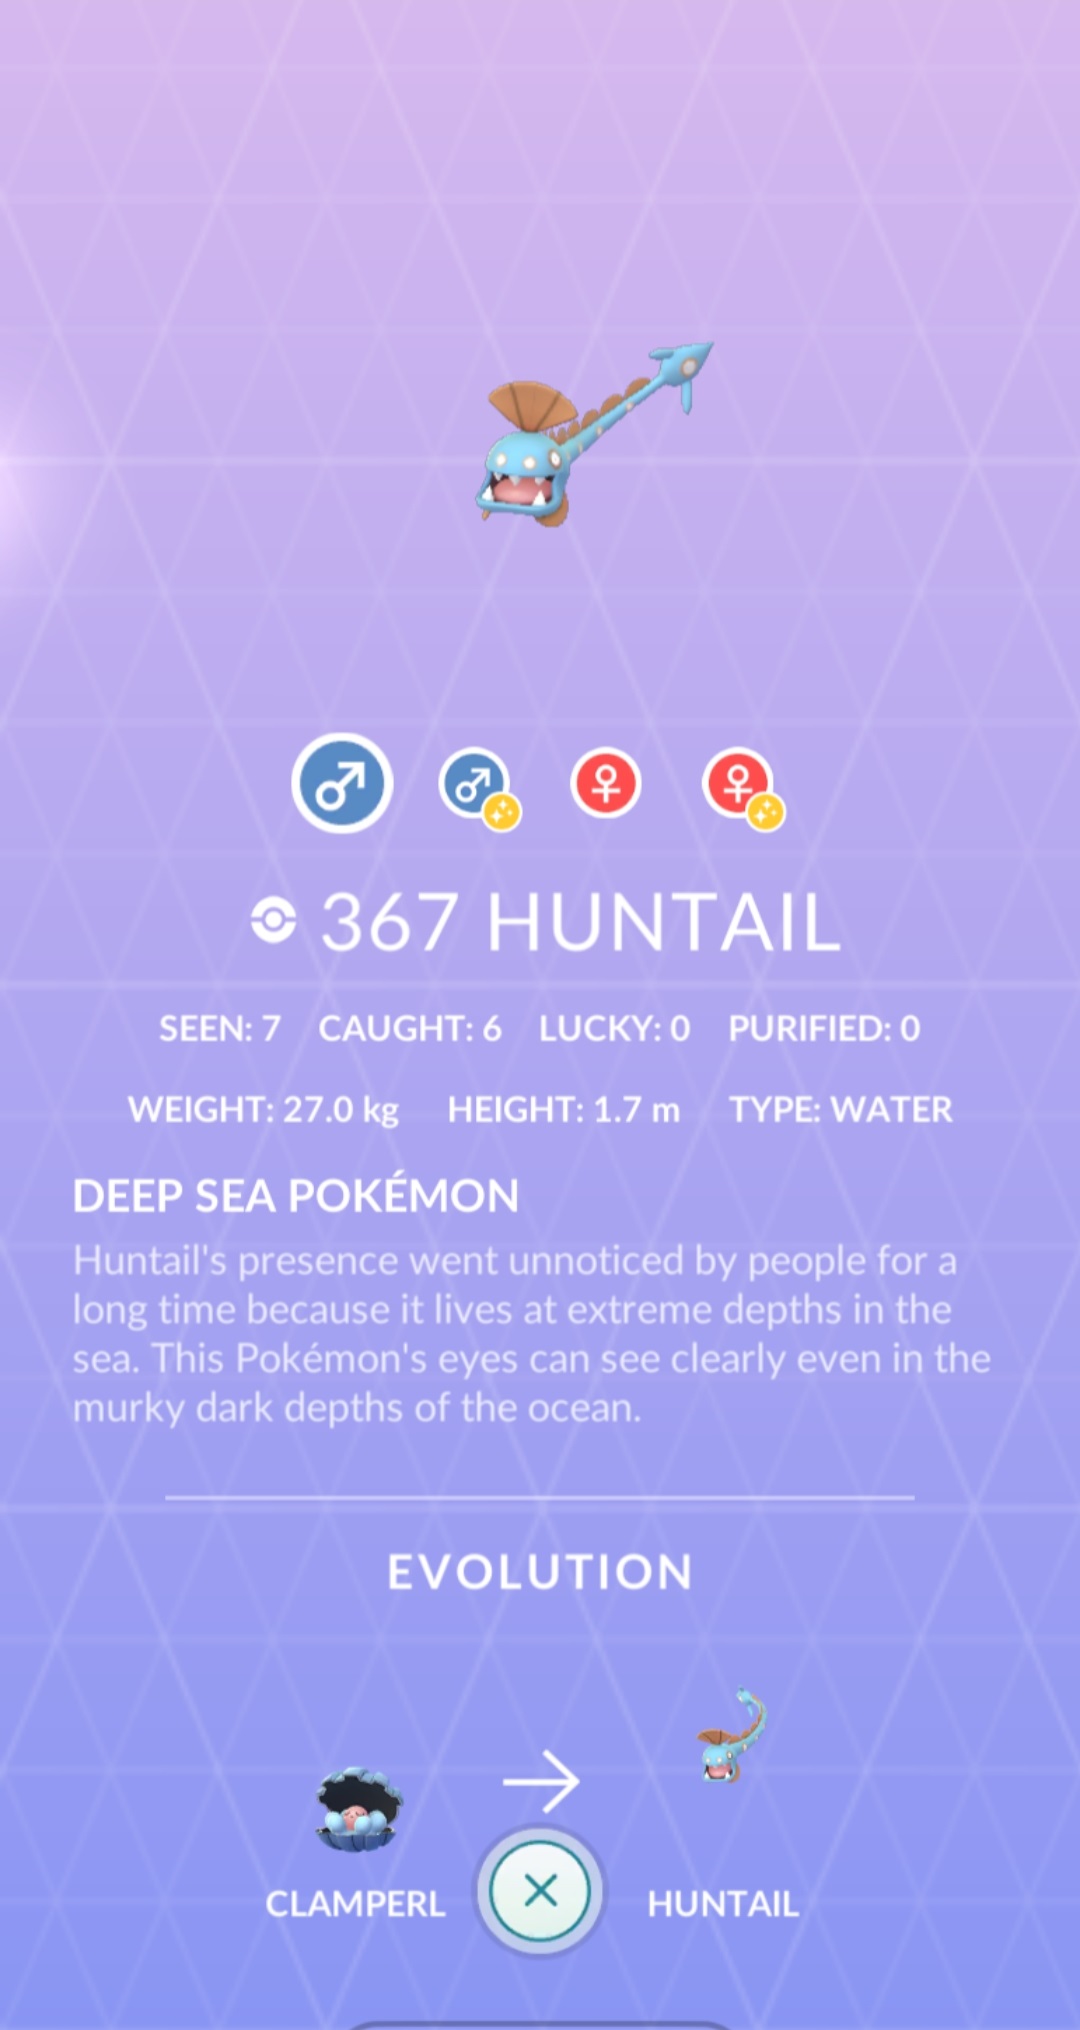 367 HUNTAIL
SEEN: 7 CAUGHT: 6 LUCKY: 0 PURIFIED: 0
WEIGHT: 27.0 kg HEIGHT: 1.7 m TYPE: WATER
DEEP SEA POKÉMON
Huntail's presence went unnoticed by people for a
long time because it lives at extreme depths in the
sea. This Pokémon's eyes can see clearly even in the
murky dark depths of the ocean.
EVOLUTION
CLAMPERL HUNTAIL